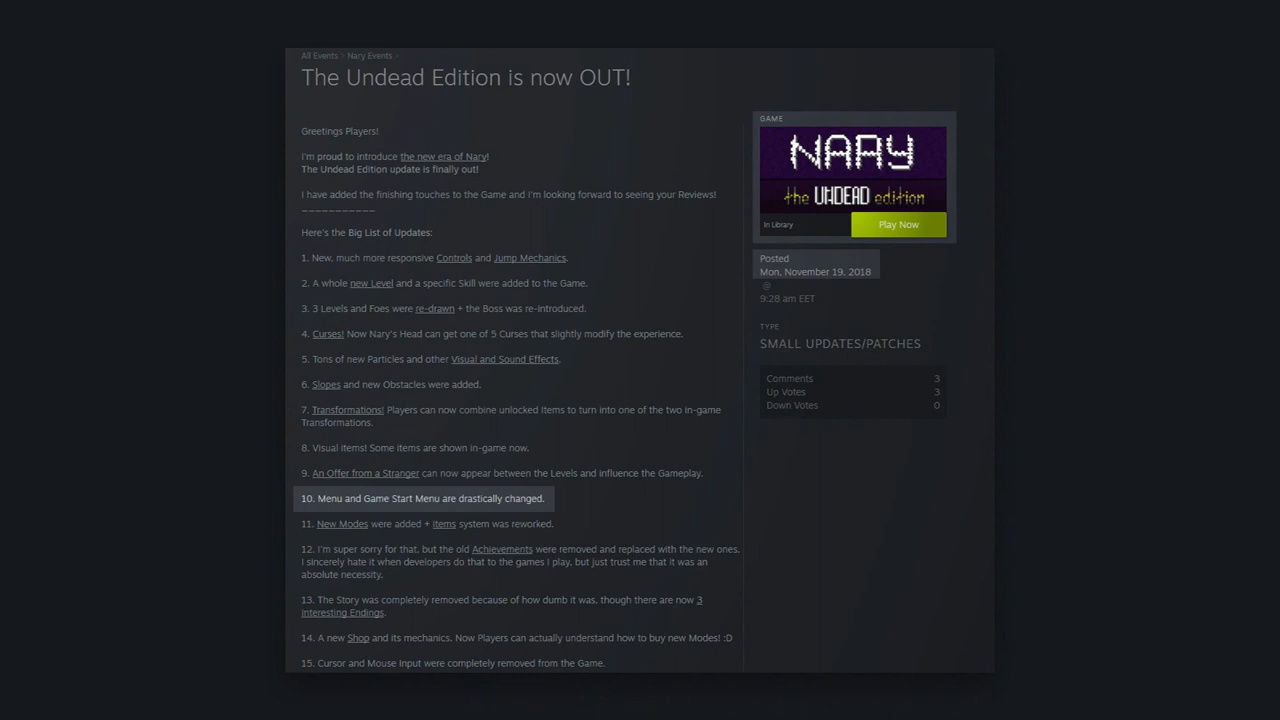 All Events > Nary Events >
The Undead Edition is now OUT!
Greetings Players!
I'm proud to introduce the new era of Nary!
The Undead Edition update is finally out!
I have added the finishing touches to the Game and I'm looking forward to seeing your Reviews!
___________
Here's the Big List of Updates:
1. New, much more responsive Controls and Jump Mechanics.
2. A whole new Level and a specific Skill were added to the Game.
3. 3 Levels and Foes were re-drawn + the Boss was re-introduced.
4. Curses! Now Nary's Head can get one of 5 Curses that slightly modify the experience.
5. Tons of new Particles and other Visual and Sound Effects.
6. Slopes and new Obstacles were added.
7. Transformations! Players can now combine unlocked Items to turn into one of the two in-game
Transformations.
8. Visual Items! Some Items are shown in-game now.
9. An Offer from a Stranger can now appear between the Levels and influence the Gameplay.
10. Menu and Game Start Menu are drastically changed.
11. New Modes were added + Items system was reworked.
12. I'm super sorry for that, but the old Achievements were removed and replaced with the new ones.
I sincerely hate it when developers do that to the games I play, but just trust me that it was an
absolute necessity.
13. The Story was completely removed because of how dumb it was, though there are now 3
Interesting Endings.
14. A new Shop and its mechanics. Now Players can actually understand how to buy new Modes! :D
15. Cursor and Mouse Input were completely removed from the Game.
GAME
NARY
the UNDEAD edition
In Library
Play Now
Posted
Mon, November 19, 2018
@
9:28 am EET
TYPE
SMALL UPDATES/PATCHES
Comments 3
Up Votes 3
Down Votes 0